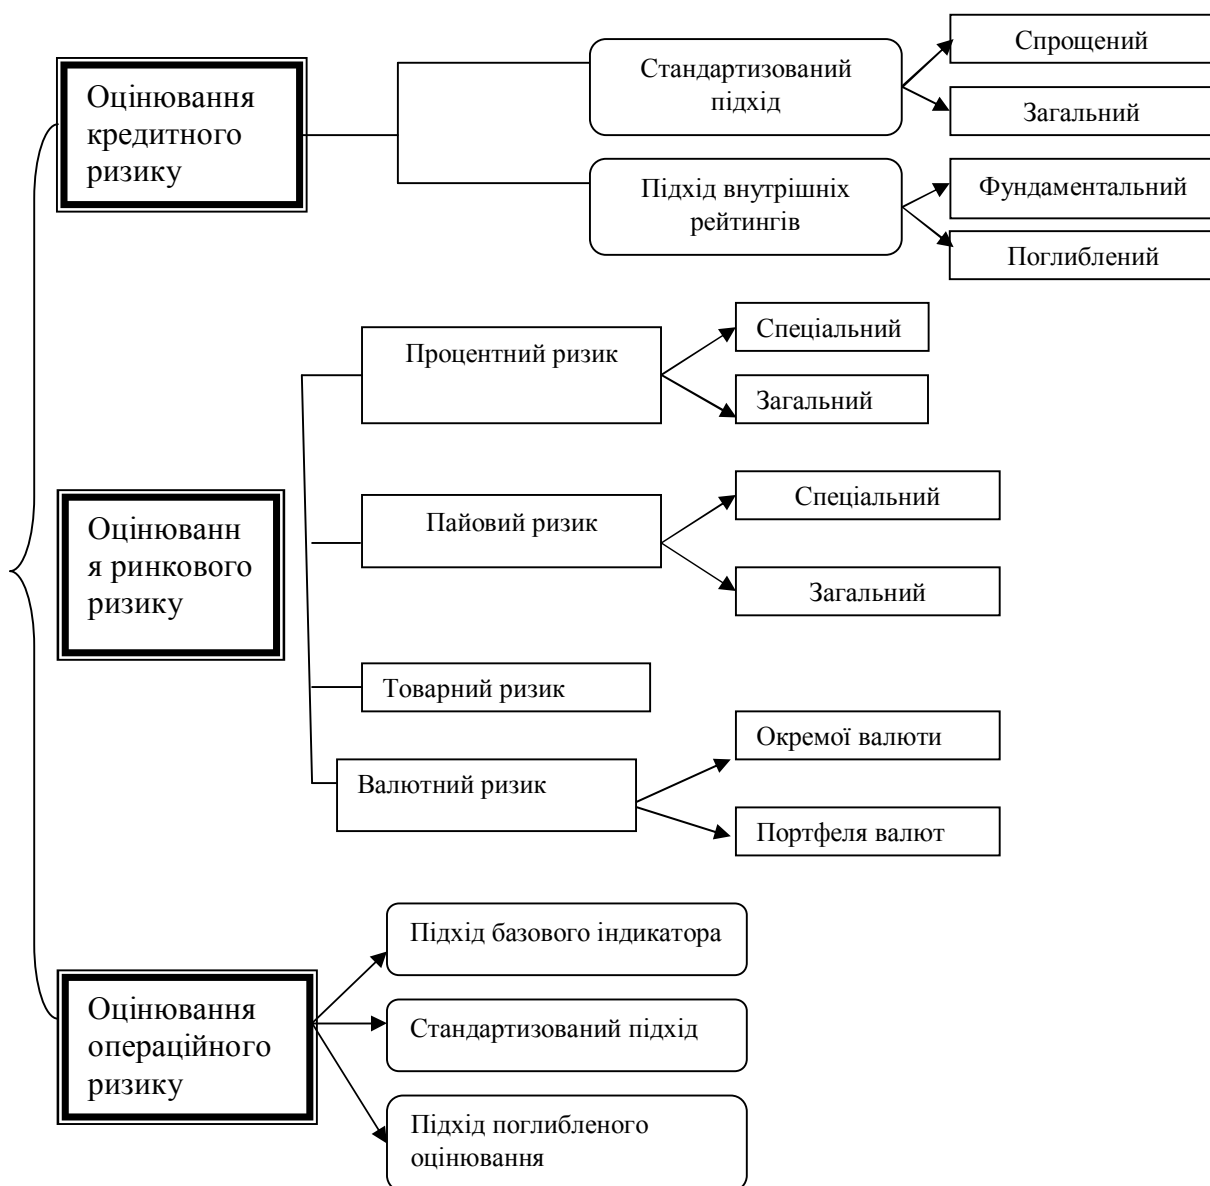 Оцінювання
кредитного
ризику
Стандартизований
підхід
Спрощений
Загальний
Підхід внутрішніх
рейтингів
Фундаментальний
Поглиблений
Оцінюванн
я ринкового
ризику
Процентний ризик
Спеціальний
Загальний
Пайовий ризик
Спеціальний
Загальний
Товарний ризик
Валютний ризик
Окремої валюти
Портфеля валют
Оцінювання
операційного
ризику
Підхід базового індикатора
Стандартизований підхід
Підхід поглибленого
оцінювання